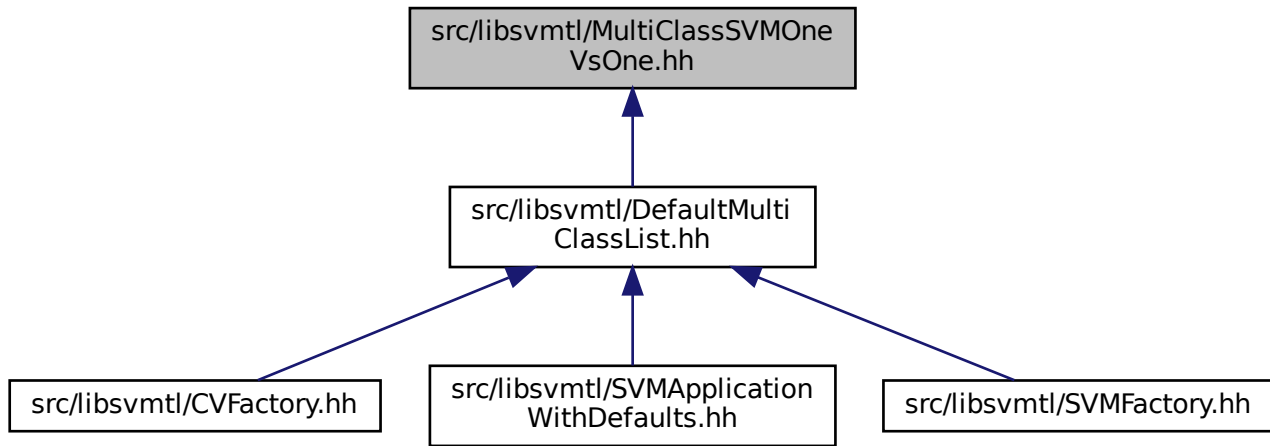 src/libsvmtl/MultiClassSVMOne
VsOne.hh
src/libsvmtl/DefaultMulti
ClassList.hh
src/libsvmtl/CVFactory.hh
src/libsvmtl/SVMApplication
WithDefaults.hh
src/libsvmtl/SVMFactory.hh